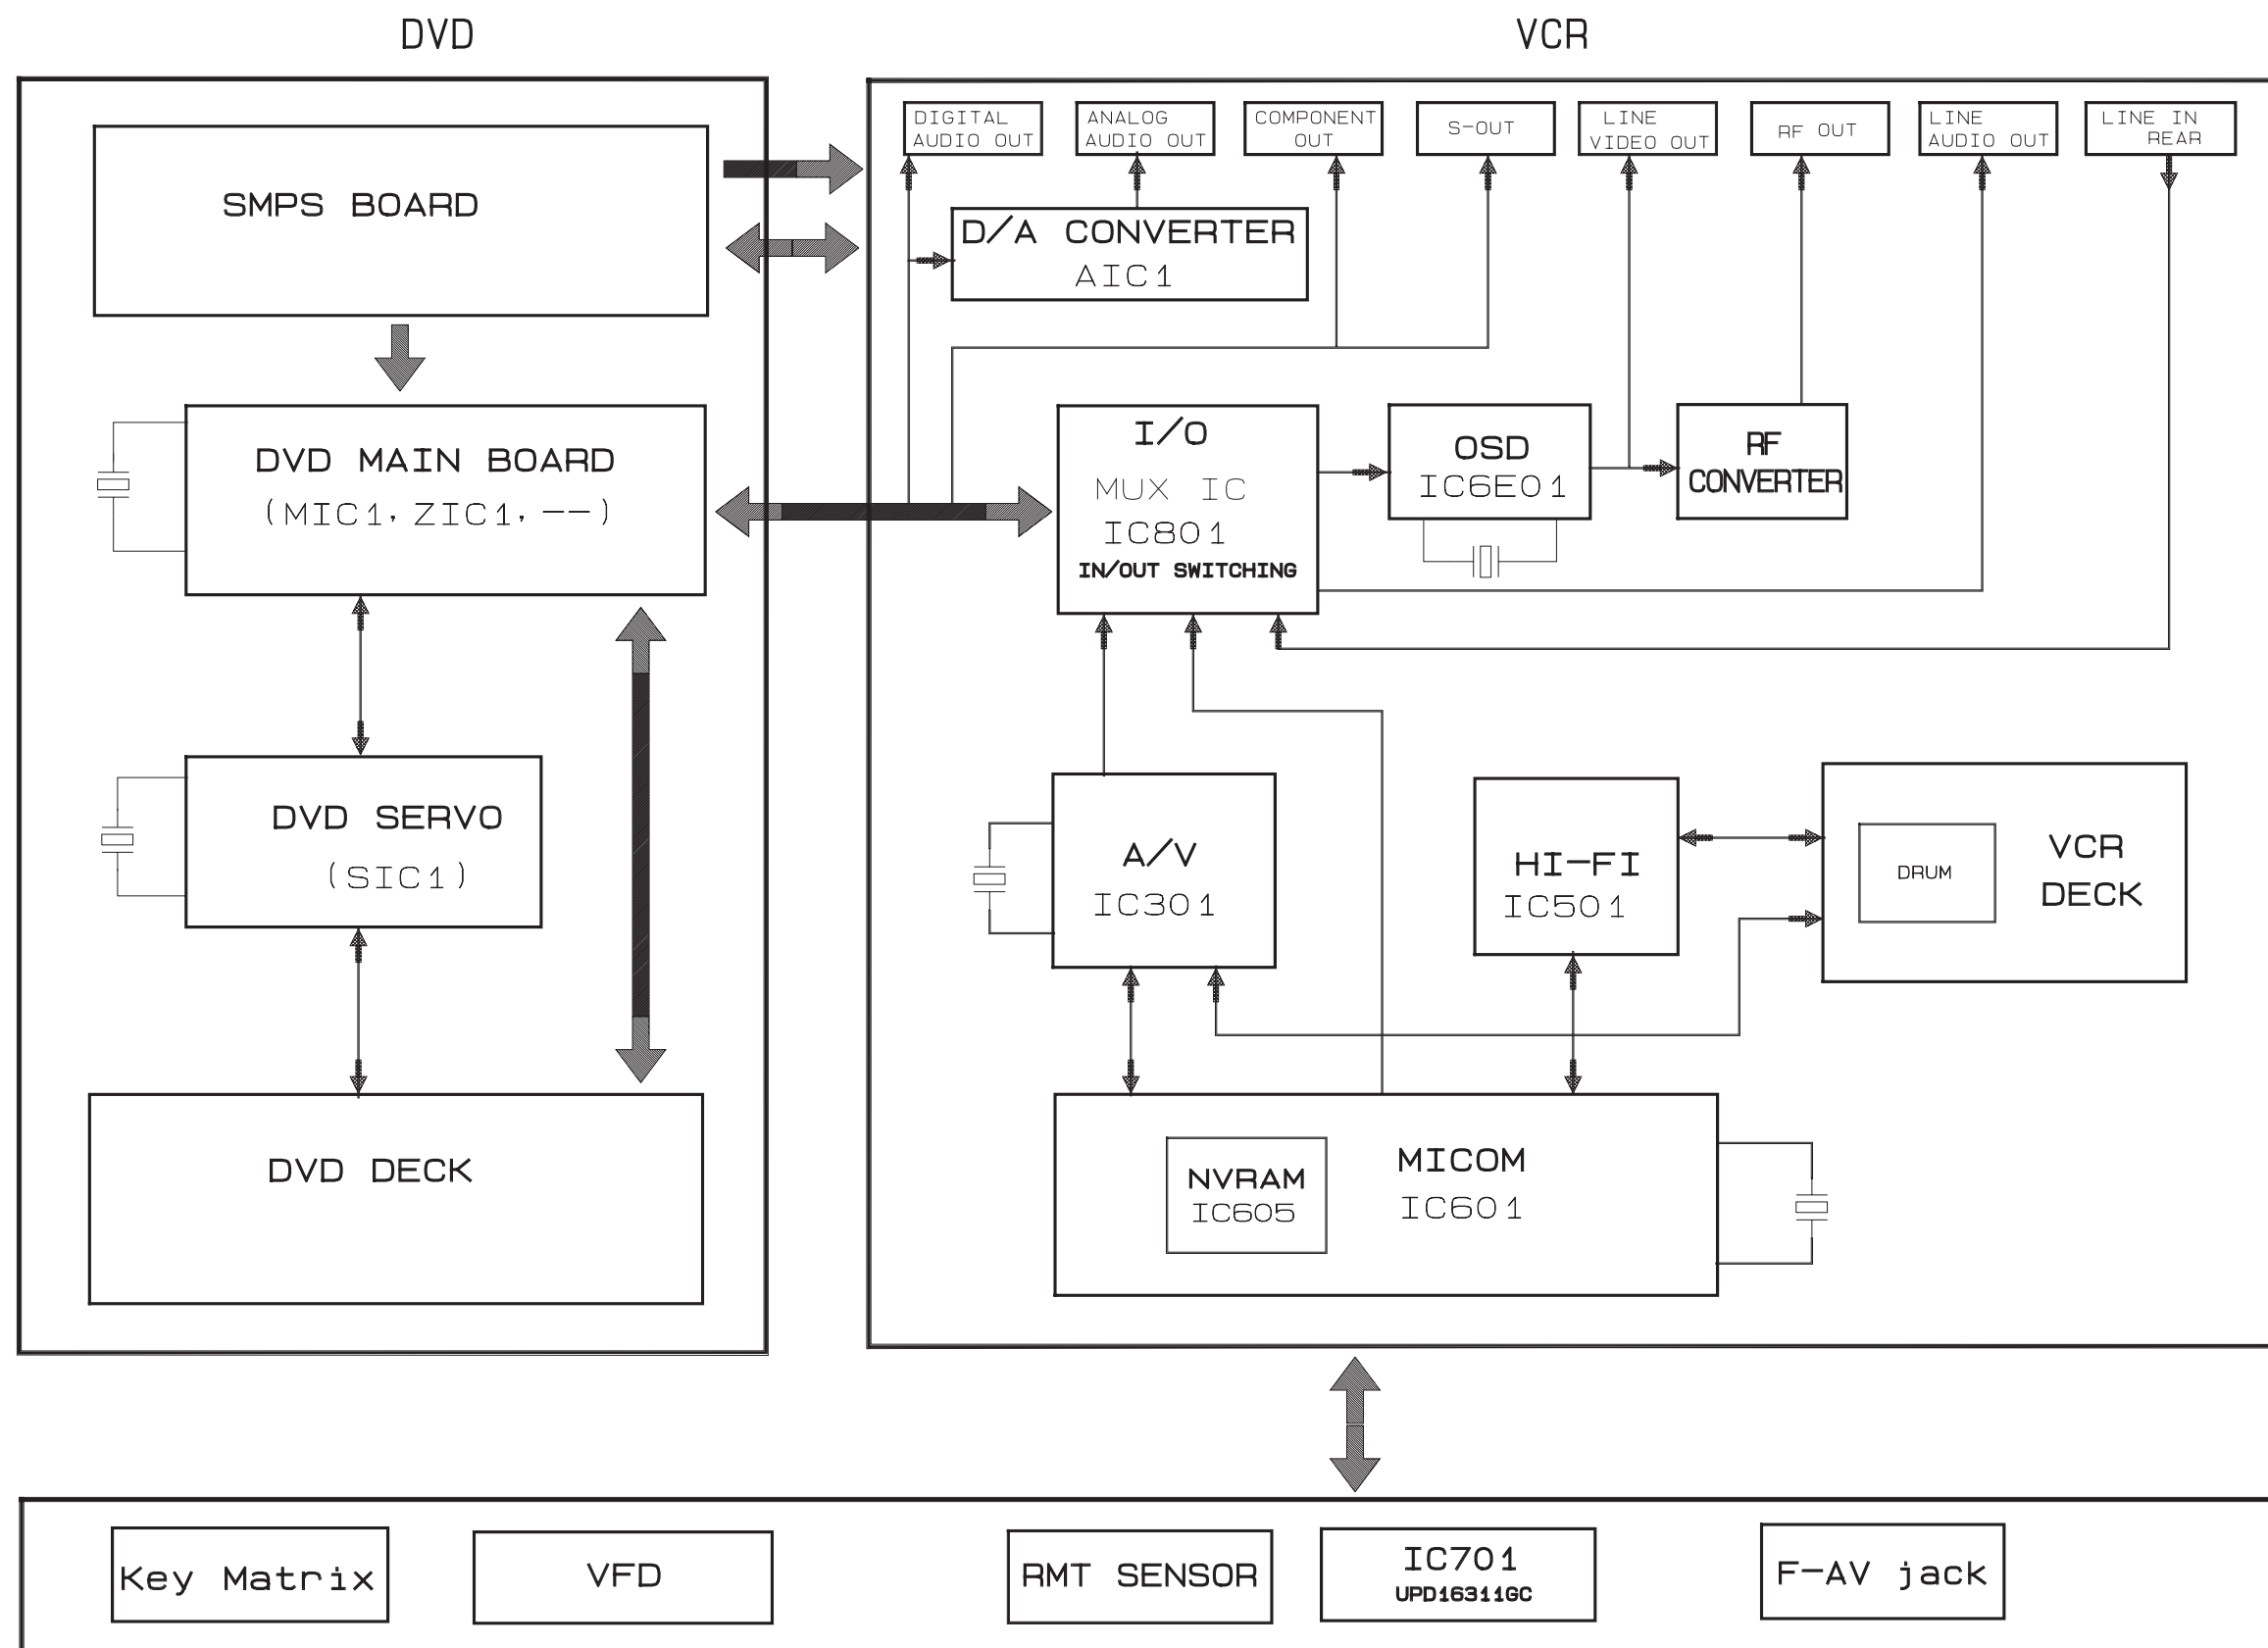 DVD
VCR
SMPS BOARD
DVD MAIN BOARD
(MIC1, ZIC1, --)
DVD SERVO
(SIC1)
DVD DECK
DIGITAL
AUDIO OUT
ANALOG
AUDIO OUT
COMPONENT
OUT
S-OUT
LINE
VIDEO OUT
RF OUT
LINE
AUDIO OUT
LINE IN
REAR
D/A CONVERTER
AIC1
I/O
MUX IC
IC801
IN/OUT SWITCHING
OSD
IC6E01
RF
CONVERTER
A/V
IC301
HI-FI
IC501
DRUM
VCR
DECK
NVRAM
IC605
MICOM
IC601
Key Matrix
VFD
RMT SENSOR
IC701
UPD16311GC
F-AV jack